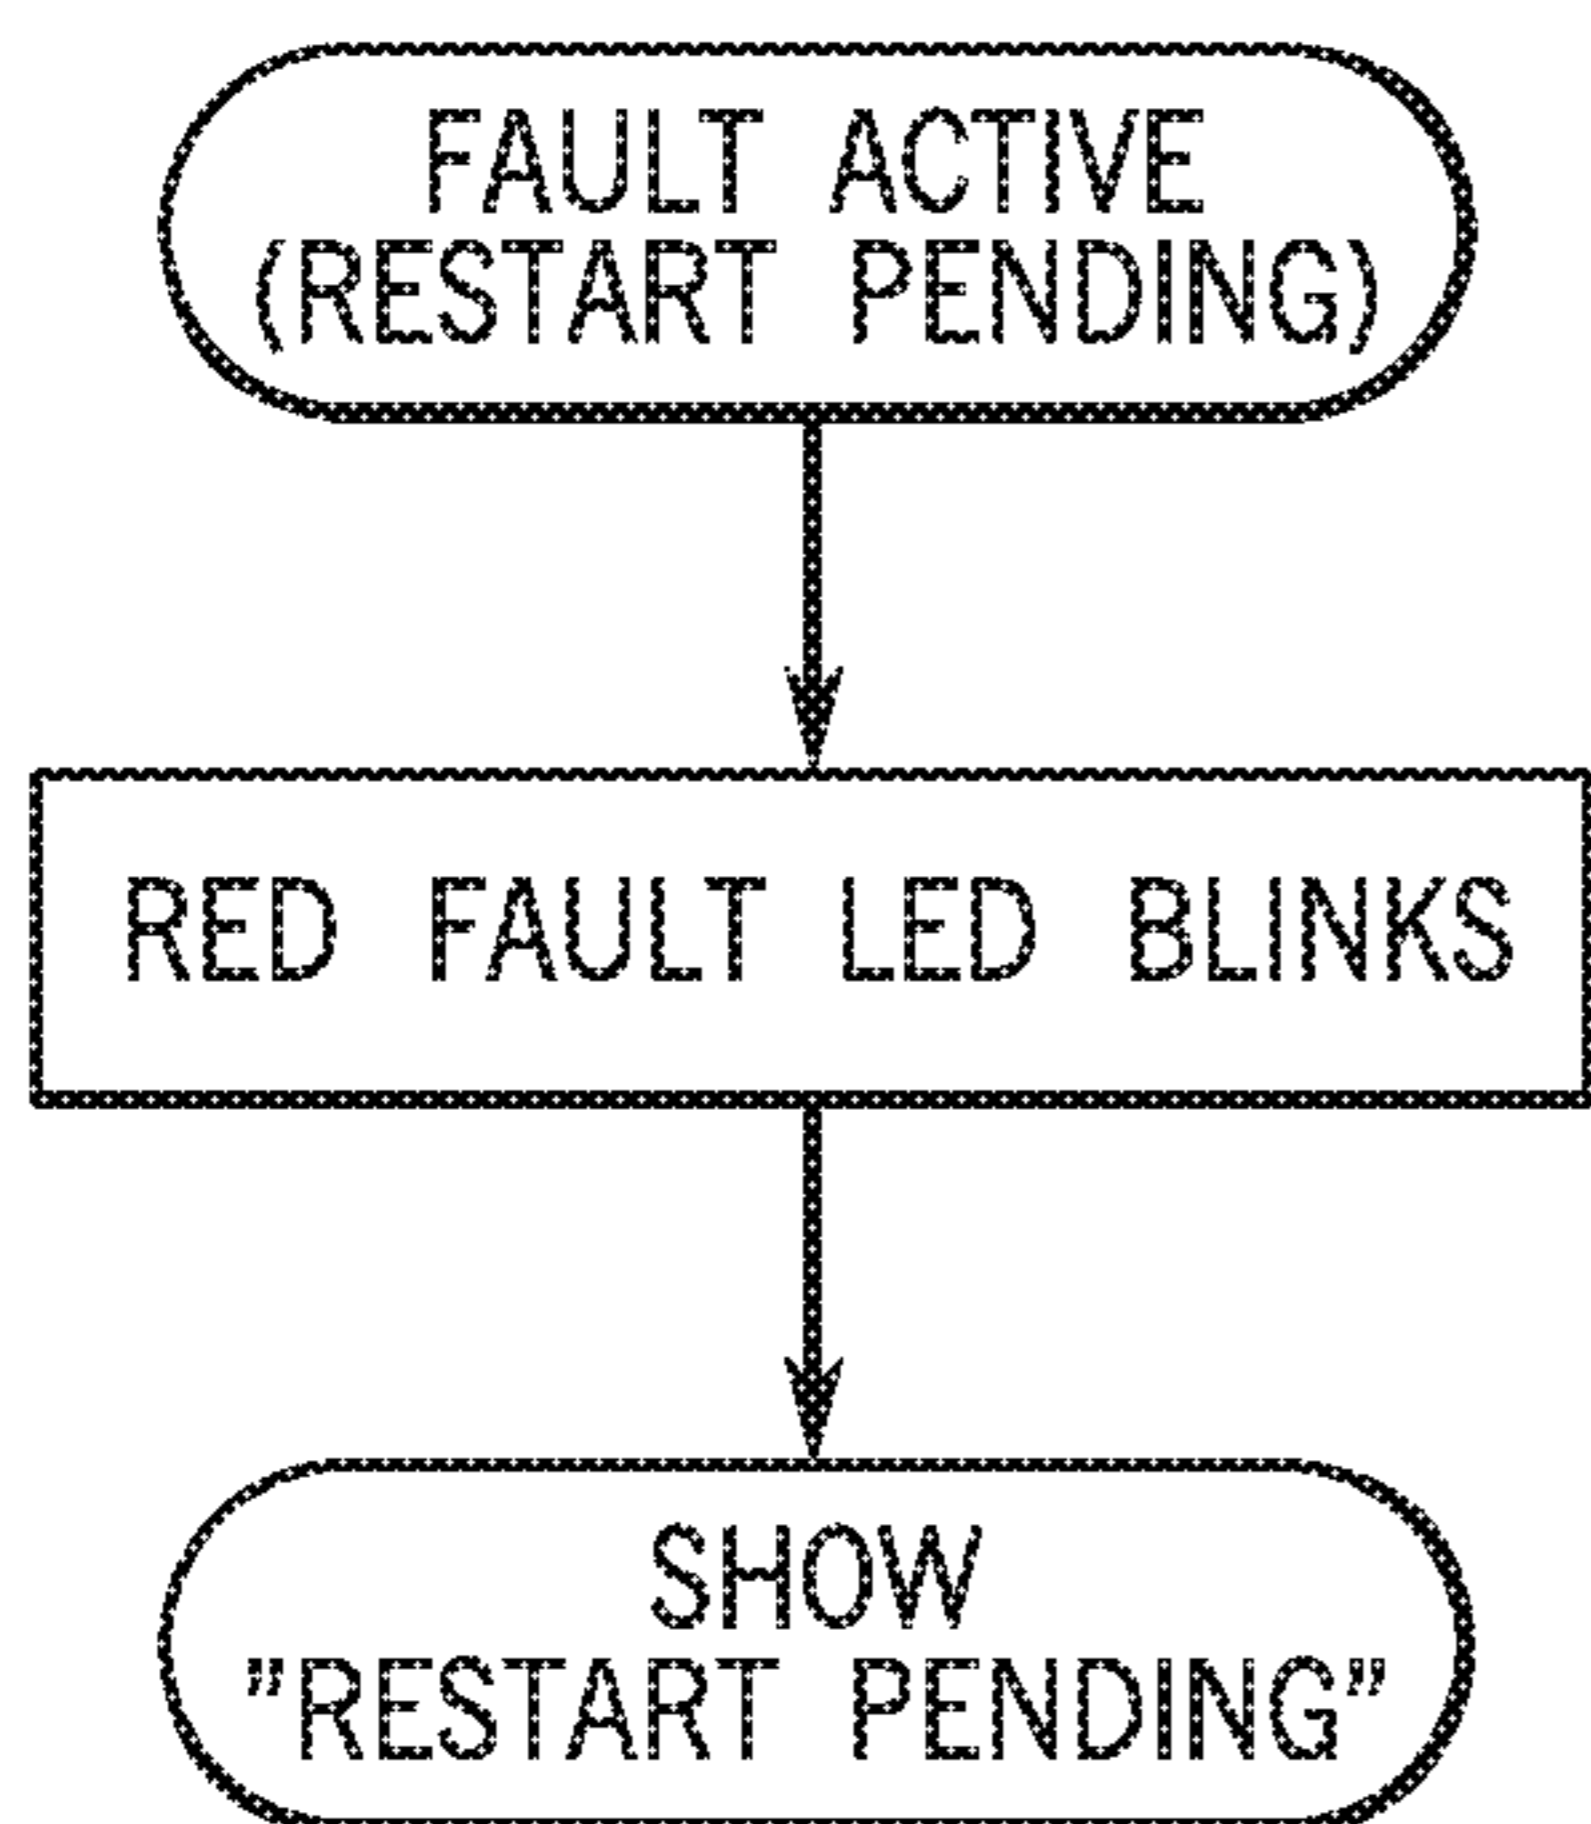 FAULT ACTIVE
(RESTART PENDING)
RED FAULT LED BLINKS
SHOW
"RESTART PENDING"